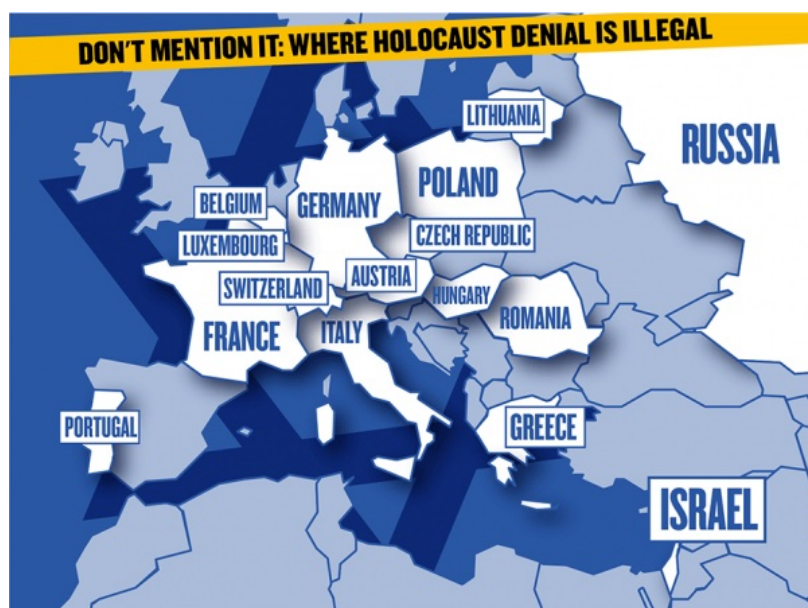 DON'T MENTION IT: WHERE HOLOCAUST DENIAL IS ILLEGAL
LITHUANIA
RUSSIA
POLAND
BELGIUM
GERMANY
CZECH REPUBLIC
LUXEMBOURG
AUSTRIA
SWITZERLAND
HUNGARY
ROMANIA
FRANCE
ITALY
PORTUGAL
GREECE
ISRAEL